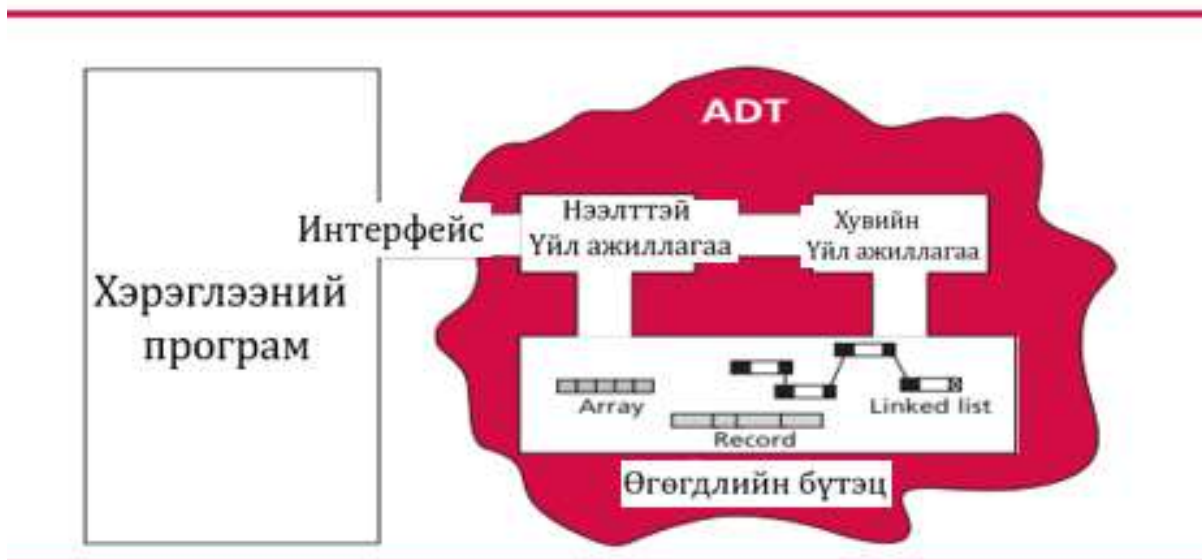 ADT
Хэрэглээний
програм
Интерфейс
Нээлттэй
Үйл ажиллагаа
Хувийн
Үйл ажиллагаа
Array
Record
Linked list
Өгөгдлийн бүтэц